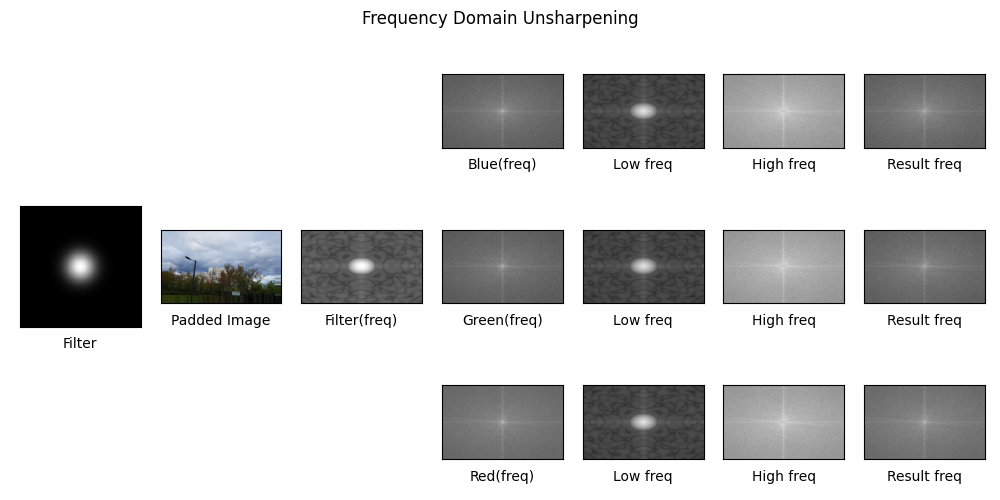 Frequency Domain Unsharpening
Blue(freq)
Low freq
High freq
Result freq
Filter
Padded Image
Filter(freq)
Green(freq)
Low freq
High freq
Result freq
Red(freq)
Low freq
High freq
Result freq